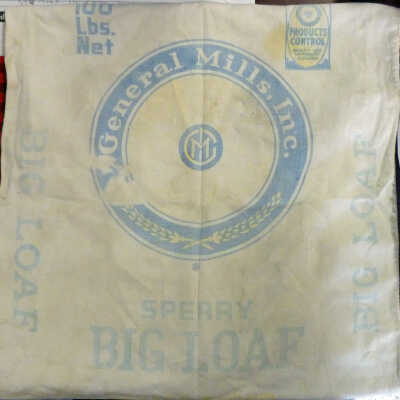 100
Lbs.
Net
PRODUCTS
CONTROL
General Mills, Inc.
GM
BIG LOAF
BIG LOAF
SPERRY
BIG LOAF